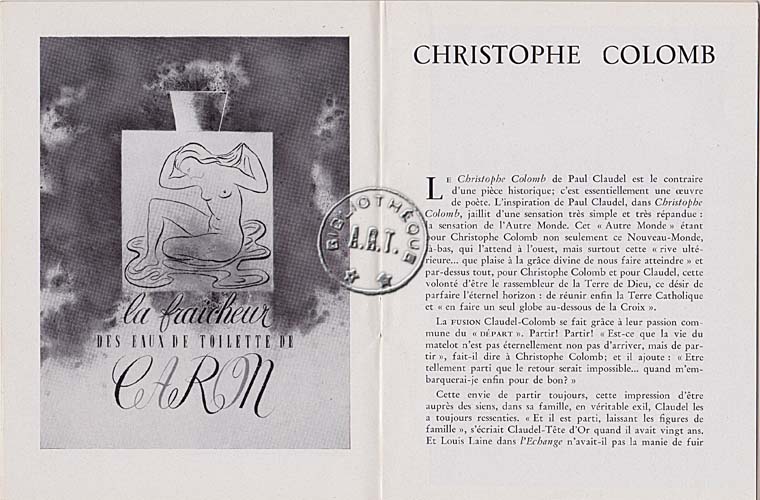 la fraîcheur
DES EAUX DE TOILETTE DE
CARON
BIBLIOTHÈQUE
A.R.T.
CHRISTOPHE COLOMB
LE Christophe Colomb de Paul Claudel est le contraire
d'une pièce historique; c'est essentiellement une œuvre
de poète. L'inspiration de Paul Claudel, dans Christophe
Colomb, jaillit d'une sensation très simple et très répandue :
la sensation de l'Autre Monde. Cet « Autre Monde » étant
pour Christophe Colomb non seulement ce Nouveau-Monde,
là-bas, qui l'attend à l'ouest, mais surtout cette « rive ulté-
rieure... que plaise à la grâce divine de nous faire atteindre » et
par-dessus tout, pour Christophe Colomb et pour Claudel, cette
volonté d'être le rassembleur de la Terre de Dieu, ce désir de
parfaire l'éternel horizon : de réunir enfin la Terre Catholique
et « en faire un seul globe au-dessous de la Croix ».
La FUSION Claudel-Colomb se fait grâce à leur passion com-
mune du « DÉPART ». Partir! Partir! « Est-ce que la vie du
matelot n'est pas éternellement non pas d'arriver, mais de par-
tir », fait-il dire à Christophe Colomb; et il ajoute : « Etre
tellement parti que le retour serait impossible... quand m'em-
barquerai-je enfin pour de bon? »
Cette envie de partir toujours, cette impression d'être
auprès des siens, dans sa famille, en véritable exil, Claudel les
a toujours ressenties. « Et il est parti, laissant les figures de
famille », s'écriait Claudel-Tête d'Or quand il avait vingt ans.
Et Louis Laine dans l'Echange n'avait-il pas la manie de fuir